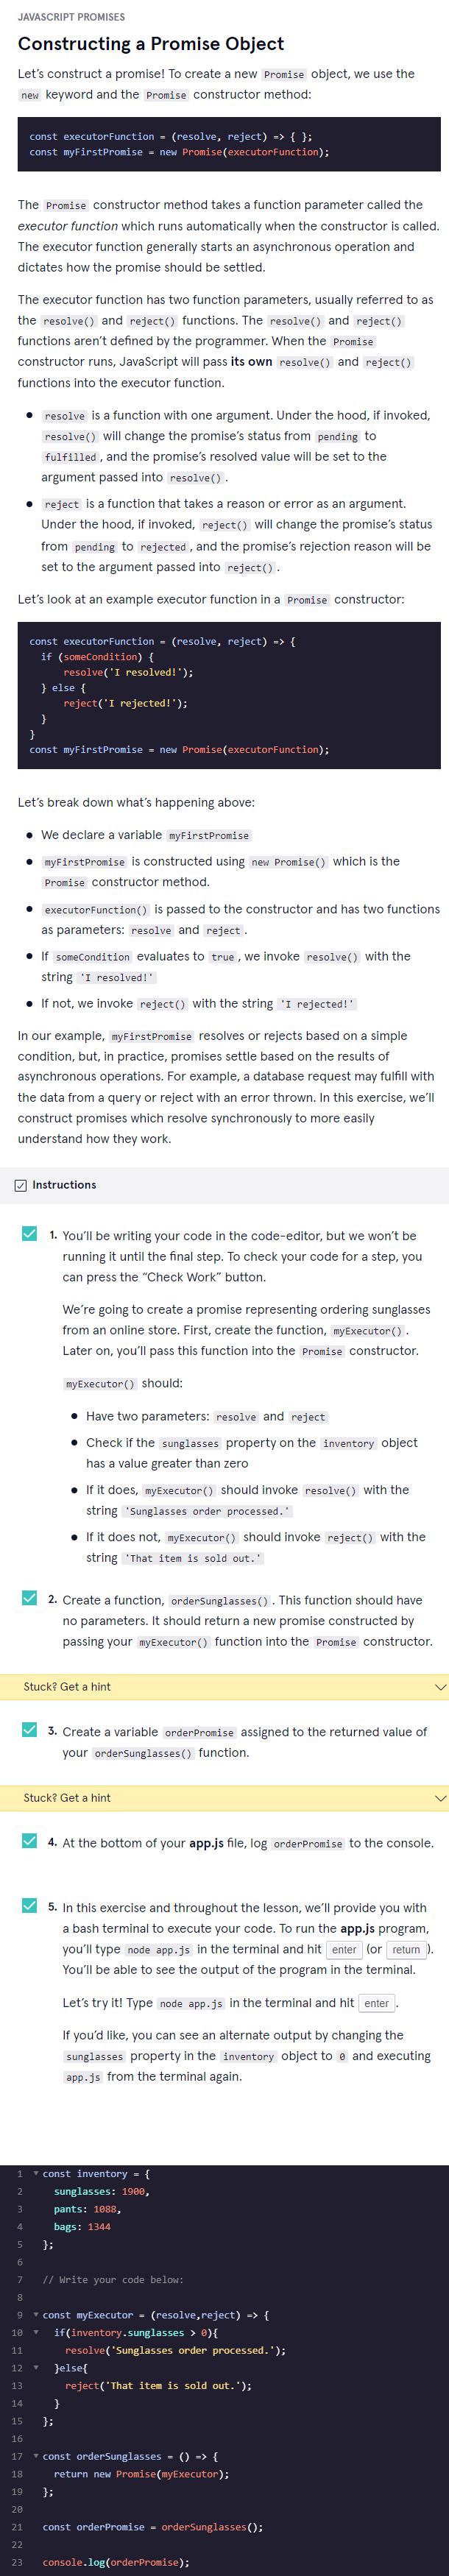 JAVASCRIPT PROMISES
Constructing a Promise Object
Let’s construct a promise! To create a new Promise object, we use the
new keyword and the Promise constructor method:
const executorFunction = (resolve, reject) => { };
const myFirstPromise = new Promise(executorFunction);
The Promise constructor method takes a function parameter called the
executor function which runs automatically when the constructor is called.
The executor function generally starts an asynchronous operation and
dictates how the promise should be settled.
The executor function has two function parameters, usually referred to as
the resolve() and reject() functions. The resolve() and reject()
functions aren’t defined by the programmer. When the Promise
constructor runs, JavaScript will pass its own resolve() and reject()
functions into the executor function.
● resolve is a function with one argument. Under the hood, if invoked,
resolve() will change the promise’s status from pending to
fulfilled, and the promise’s resolved value will be set to the
argument passed into resolve().
● reject is a function that takes a reason or error as an argument.
Under the hood, if invoked, reject() will change the promise’s status
from pending to rejected, and the promise’s rejection reason will be
set to the argument passed into reject().
Let’s look at an example executor function in a Promise constructor:
const executorFunction = (resolve, reject) => {
  if (someCondition) {
      resolve('I resolved!');
  } else {
      reject('I rejected!');
  }
}
const myFirstPromise = new Promise(executorFunction);
Let’s break down what’s happening above:
● We declare a variable myFirstPromise
● myFirstPromise is constructed using new Promise() which is the
Promise constructor method.
● executorFunction() is passed to the constructor and has two functions
as parameters: resolve and reject.
● If someCondition evaluates to true, we invoke resolve() with the
string 'I resolved!'
● If not, we invoke reject() with the string 'I rejected!'
In our example, myFirstPromise resolves or rejects based on a simple
condition, but, in practice, promises settle based on the results of
asynchronous operations. For example, a database request may fulfill with
the data from a query or reject with an error thrown. In this exercise, we’ll
construct promises which resolve synchronously to more easily
understand how they work.
Instructions
1. You’ll be writing your code in the code-editor, but we won’t be
running it until the final step. To check your code for a step, you
can press the “Check Work” button.
We’re going to create a promise representing ordering sunglasses
from an online store. First, create the function, myExecutor().
Later on, you’ll pass this function into the Promise constructor.
myExecutor() should:
● Have two parameters: resolve and reject
● Check if the sunglasses property on the inventory object
has a value greater than zero
● If it does, myExecutor() should invoke resolve() with the
string 'Sunglasses order processed.'
● If it does not, myExecutor() should invoke reject() with the
string 'That item is sold out.'
2. Create a function, orderSunglasses(). This function should have
no parameters. It should return a new promise constructed by
passing your myExecutor() function into the Promise constructor.
Stuck? Get a hint
3. Create a variable orderPromise assigned to the returned value of
your orderSunglasses() function.
Stuck? Get a hint
4. At the bottom of your app.js file, log orderPromise to the console.
5. In this exercise and throughout the lesson, we’ll provide you with
a bash terminal to execute your code. To run the app.js program,
you’ll type node app.js in the terminal and hit enter (or return).
You’ll be able to see the output of the program in the terminal.
Let’s try it! Type node app.js in the terminal and hit enter.
If you’d like, you can see an alternate output by changing the
sunglasses property in the inventory object to 0 and executing
app.js from the terminal again.
1 const inventory = {
2   sunglasses: 1900,
3   pants: 1088,
4   bags: 1344
5 };
6
7 // Write your code below:
8
9 const myExecutor = (resolve,reject) => {
10   if(inventory.sunglasses > 0){
11     resolve('Sunglasses order processed.');
12   }else{
13     reject('That item is sold out.');
14   }
15 };
16
17 const orderSunglasses = () => {
18   return new Promise(myExecutor);
19 };
20
21 const orderPromise = orderSunglasses();
22
23 console.log(orderPromise);